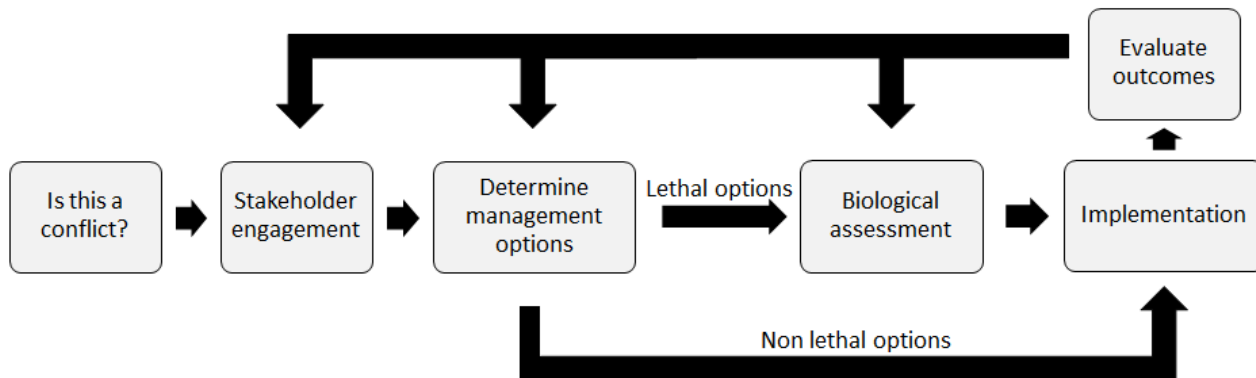 Evaluate
outcomes
Is this a
conflict?
Stakeholder
engagement
Determine
management
options
Lethal options
Biological
assessment
Implementation
Non lethal options